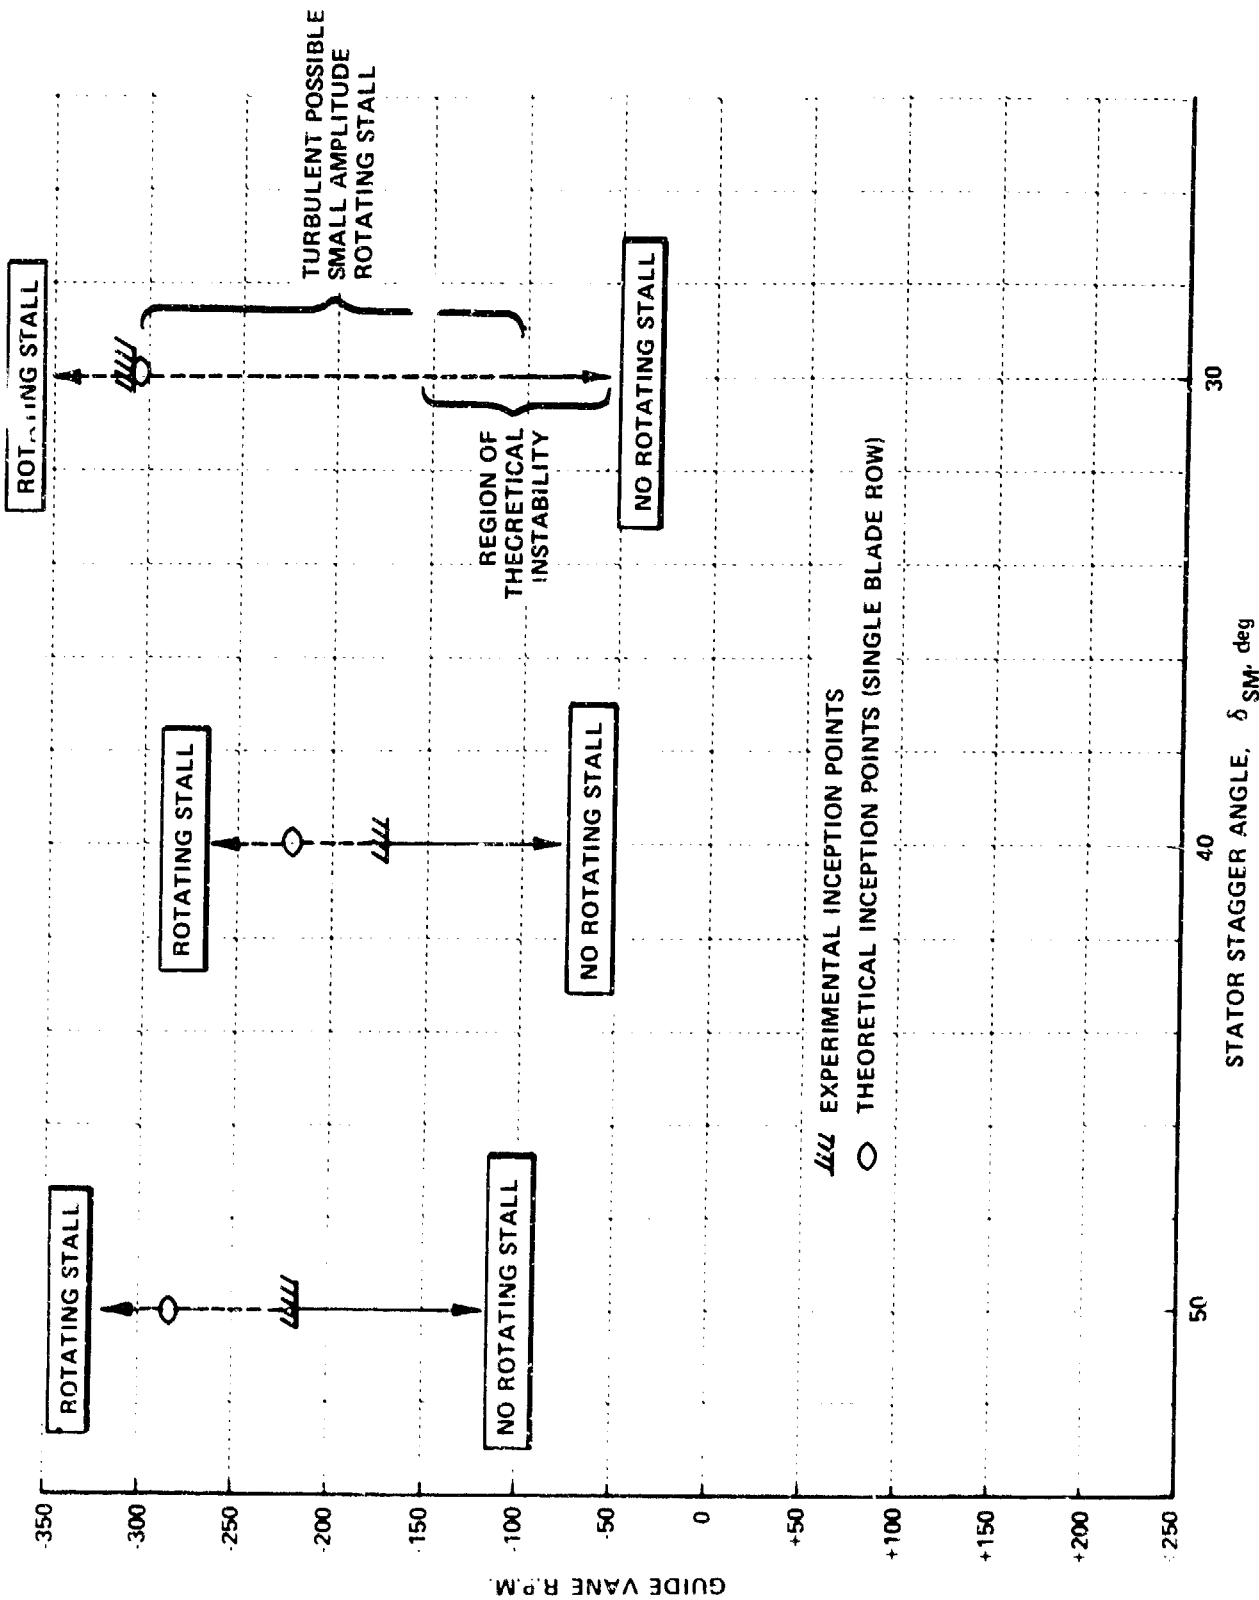 ROTATING STALL
TURBULENT POSSIBLE
SMALL AMPLITUDE
ROTATING STALL
REGION OF
THEORETICAL
INSTABILITY
NO ROTATING STALL
ROTATING STALL
NO ROTATING STALL
ROTATING STALL
NO ROTATING STALL
EXPERIMENTAL INCEPTION POINTS
THEORETICAL INCEPTION POINTS (SINGLE BLADE ROW)
-350
-300
-250
-200
-150
-100
-50
0
+50
+100
+150
+200
+250
GUIDE VANE R.P.M.
50
40
30
STATOR STAGGER ANGLE, δSM, deg